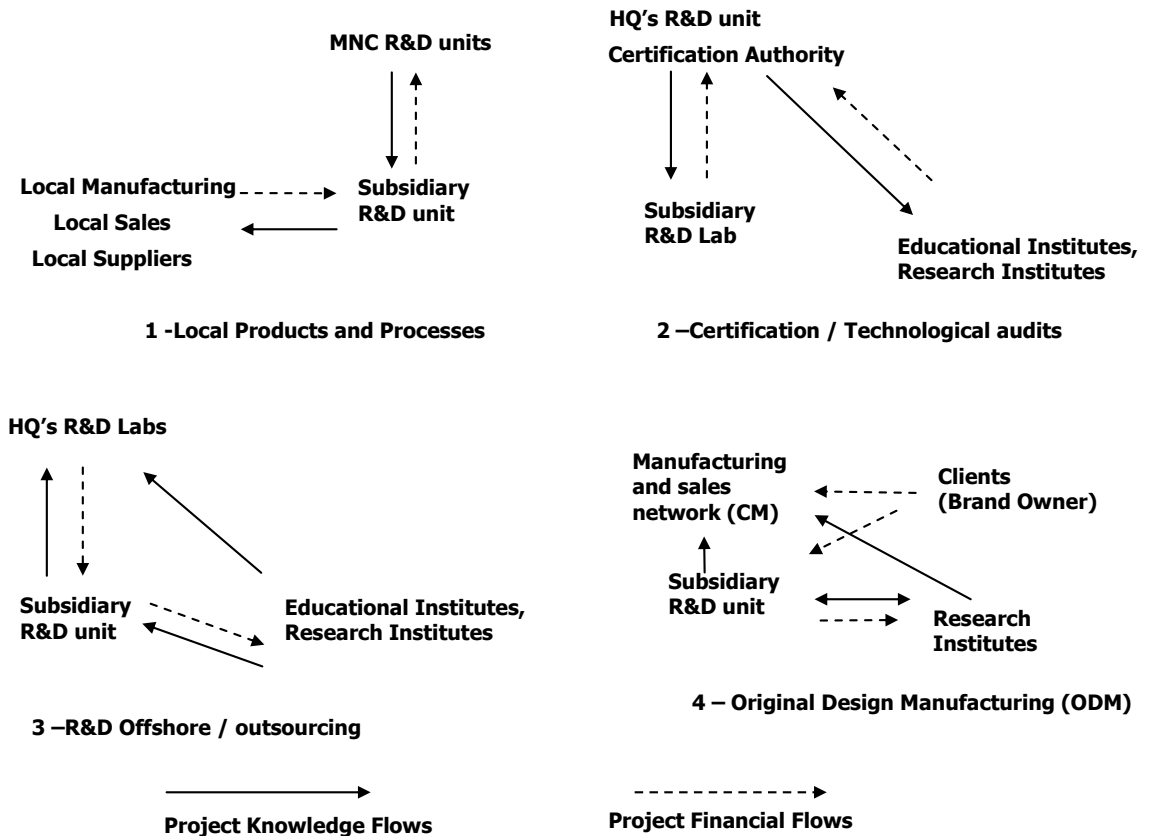 MNC R&D units
Local Manufacturing
Local Sales
Local Suppliers
Subsidiary
R&D unit
1 -Local Products and Processes
HQ’s R&D unit
Certification Authority
Subsidiary
R&D Lab
Educational Institutes,
Research Institutes
2 –Certification / Technological audits
HQ’s R&D Labs
Subsidiary
R&D unit
Educational Institutes,
Research Institutes
3 –R&D Offshore / outsourcing
Manufacturing
and sales
network (CM)
Clients
(Brand Owner)
Subsidiary
R&D unit
Research
Institutes
4 – Original Design Manufacturing (ODM)
Project Knowledge Flows
Project Financial Flows